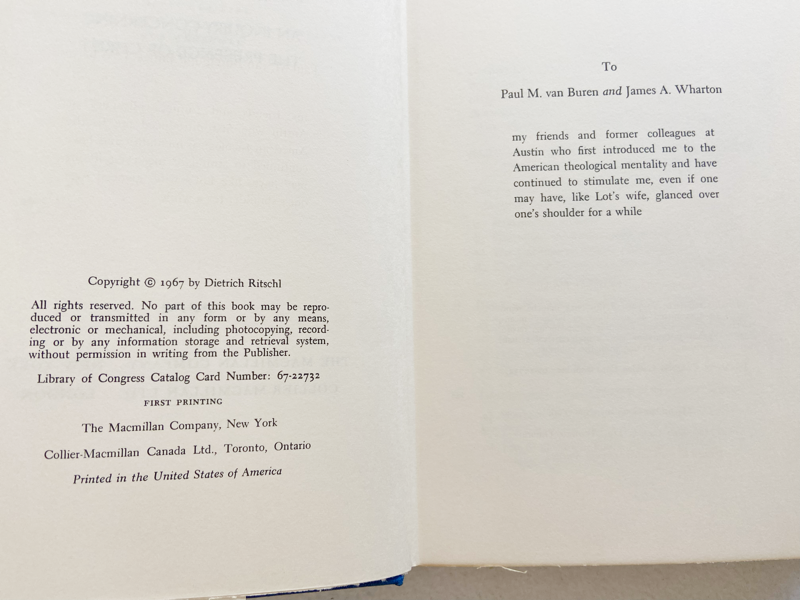 Copyright © 1967 by Dietrich Ritschl
All rights reserved. No part of this book may be repro-
duced or transmitted in any form or by any means,
electronic or mechanical, including photocopying, record-
ing or by any information storage and retrieval system,
without permission in writing from the Publisher.
Library of Congress Catalog Card Number: 67-22732
FIRST PRINTING
The Macmillan Company, New York
Collier-Macmillan Canada Ltd., Toronto, Ontario
Printed in the United States of America
To
Paul M. van Buren and James A. Wharton
my friends and former colleagues at
Austin who first introduced me to the
American theological mentality and have
continued to stimulate me, even if one
may have, like Lot's wife, glanced over
one's shoulder for a while